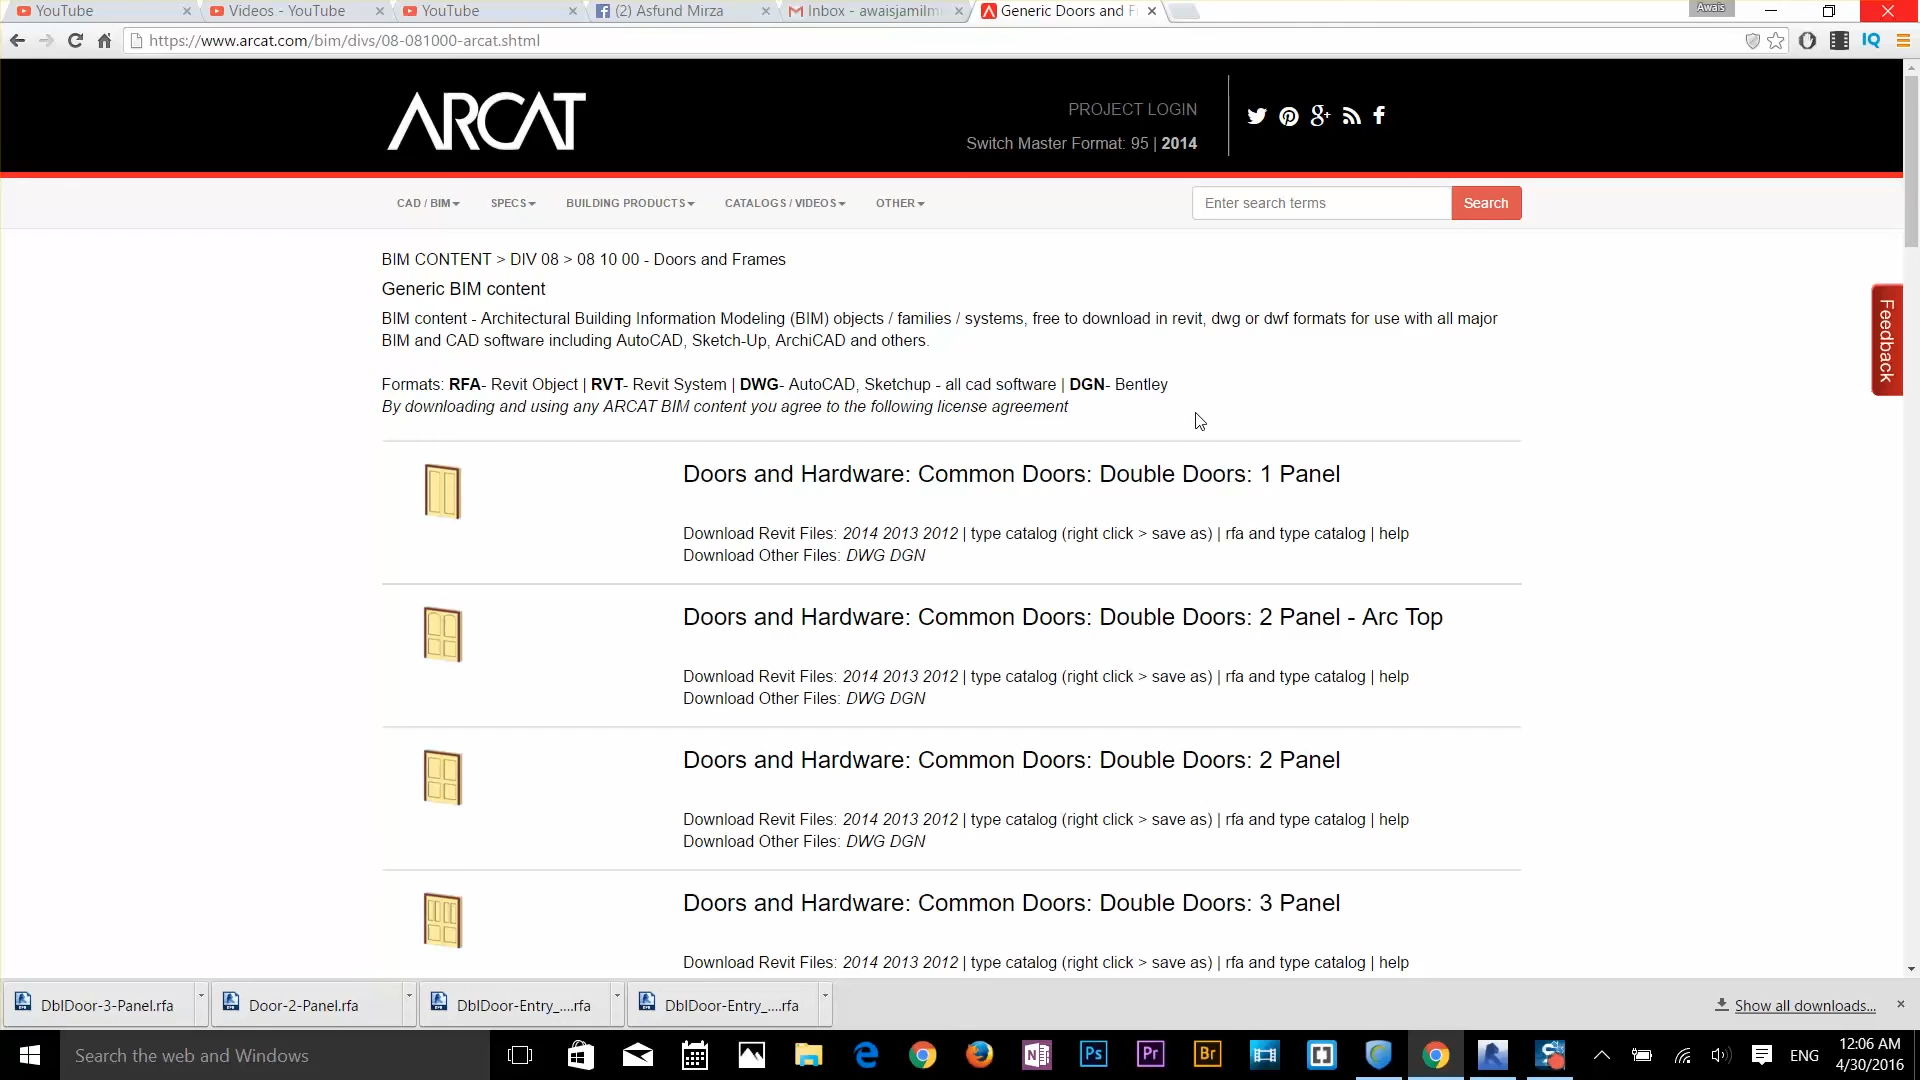 YouTube
Videos - YouTube
YouTube
(2) Asfund Mirza
Inbox - awaisjamilm
Generic Doors and F
Awais
https://www.arcat.com/bim/divs/08-081000-arcat.shtml
IQ
ARCAT
PROJECT LOGIN
Switch Master Format: 95 | 2014
CAD / BIM
SPECS
BUILDING PRODUCTS
CATALOGS / VIDEOS
OTHER
Enter search terms
Search
BIM CONTENT > DIV 08 > 08 10 00 - Doors and Frames
Generic BIM content
BIM content - Architectural Building Information Modeling (BIM) objects / families / systems, free to download in revit, dwg or dwf formats for use with all major
BIM and CAD software including AutoCAD, Sketch-Up, ArchiCAD and others.
Formats: RFA- Revit Object | RVT- Revit System | DWG- AutoCAD, Sketchup - all cad software | DGN- Bentley
By downloading and using any ARCAT BIM content you agree to the following license agreement
Feedback
Doors and Hardware: Common Doors: Double Doors: 1 Panel
Download Revit Files: 2014 2013 2012 | type catalog (right click > save as) | rfa and type catalog | help
Download Other Files: DWG DGN
Doors and Hardware: Common Doors: Double Doors: 2 Panel - Arc Top
Download Revit Files: 2014 2013 2012 | type catalog (right click > save as) | rfa and type catalog | help
Download Other Files: DWG DGN
Doors and Hardware: Common Doors: Double Doors: 2 Panel
Download Revit Files: 2014 2013 2012 | type catalog (right click > save as) | rfa and type catalog | help
Download Other Files: DWG DGN
Doors and Hardware: Common Doors: Double Doors: 3 Panel
Download Revit Files: 2014 2013 2012 | type catalog (right click > save as) | rfa and type catalog | help
DblDoor-3-Panel.rfa
Door-2-Panel.rfa
DblDoor-Entry_....rfa
DblDoor-Entry_....rfa
Show all downloads...
Search the web and Windows
Ps
Pr
Br
ENG
12:06 AM
4/30/2016